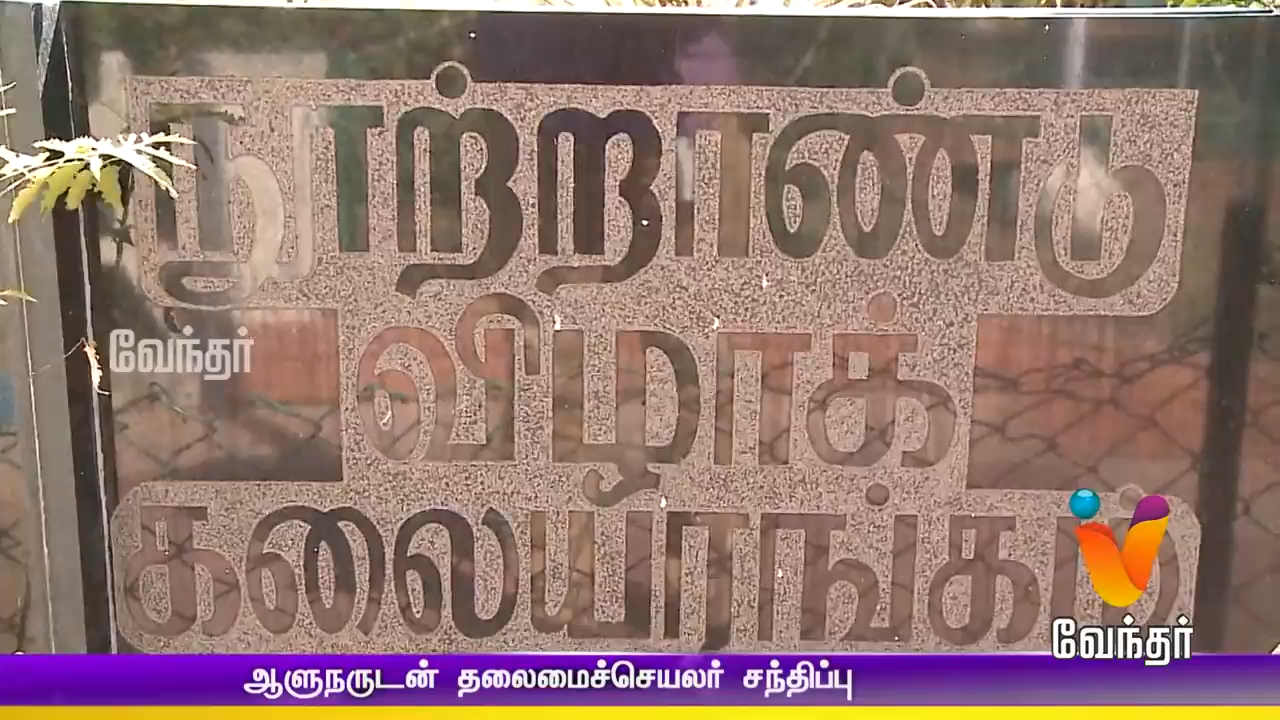 நூற்றாண்டு
விழாக்
வேந்தர்
கலையரங்கம்
வேந்தர்
ஆளுநருடன் தலைமைச்செயலர் சந்திப்பு